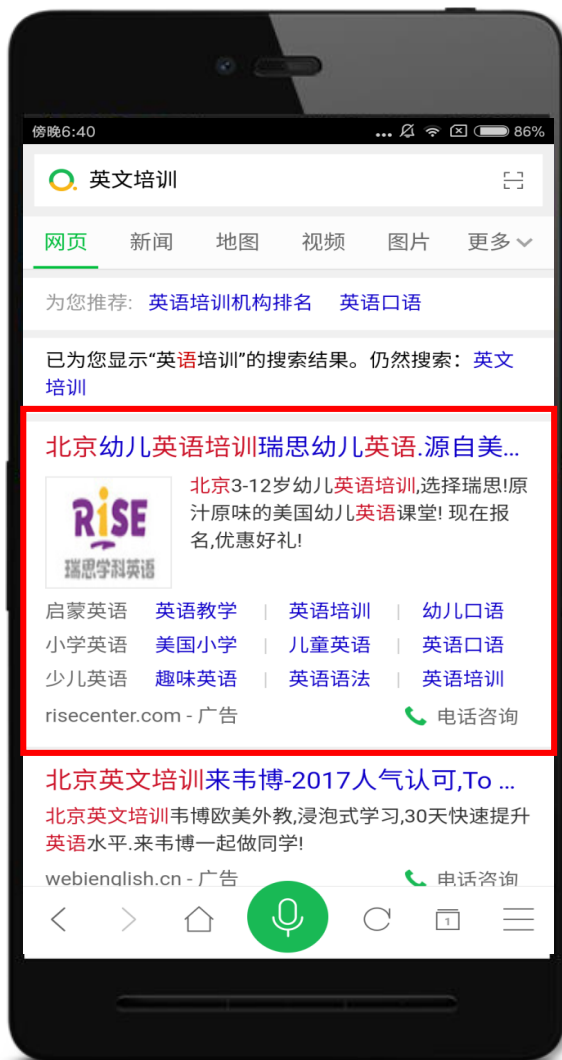 傍晚6:40 ... 86%
英文培训
网页 新闻 地图 视频 图片 更多
为您推荐: 英语培训机构排名 英语口语
已为您显示“英语培训”的搜索结果。仍然搜索：英文
培训
北京幼儿英语培训瑞思幼儿英语.源自美...
RISE
瑞思学科英语
北京3-12岁幼儿英语培训,选择瑞思!原
汁原味的美国幼儿英语课堂! 现在报
名,优惠好礼!
启蒙英语 英语教学 | 英语培训 | 幼儿口语
小学英语 美国小学 | 儿童英语 | 英语口语
少儿英语 趣味英语 | 英语语法 | 英语培训
risecenter.com - 广告 电话咨询
北京英文培训来韦博-2017人气认可,To ...
北京英文培训韦博欧美外教,浸泡式学习,30天快速提升
英语水平.来韦博一起做同学!
webienglish.cn - 广告 电话咨询
1